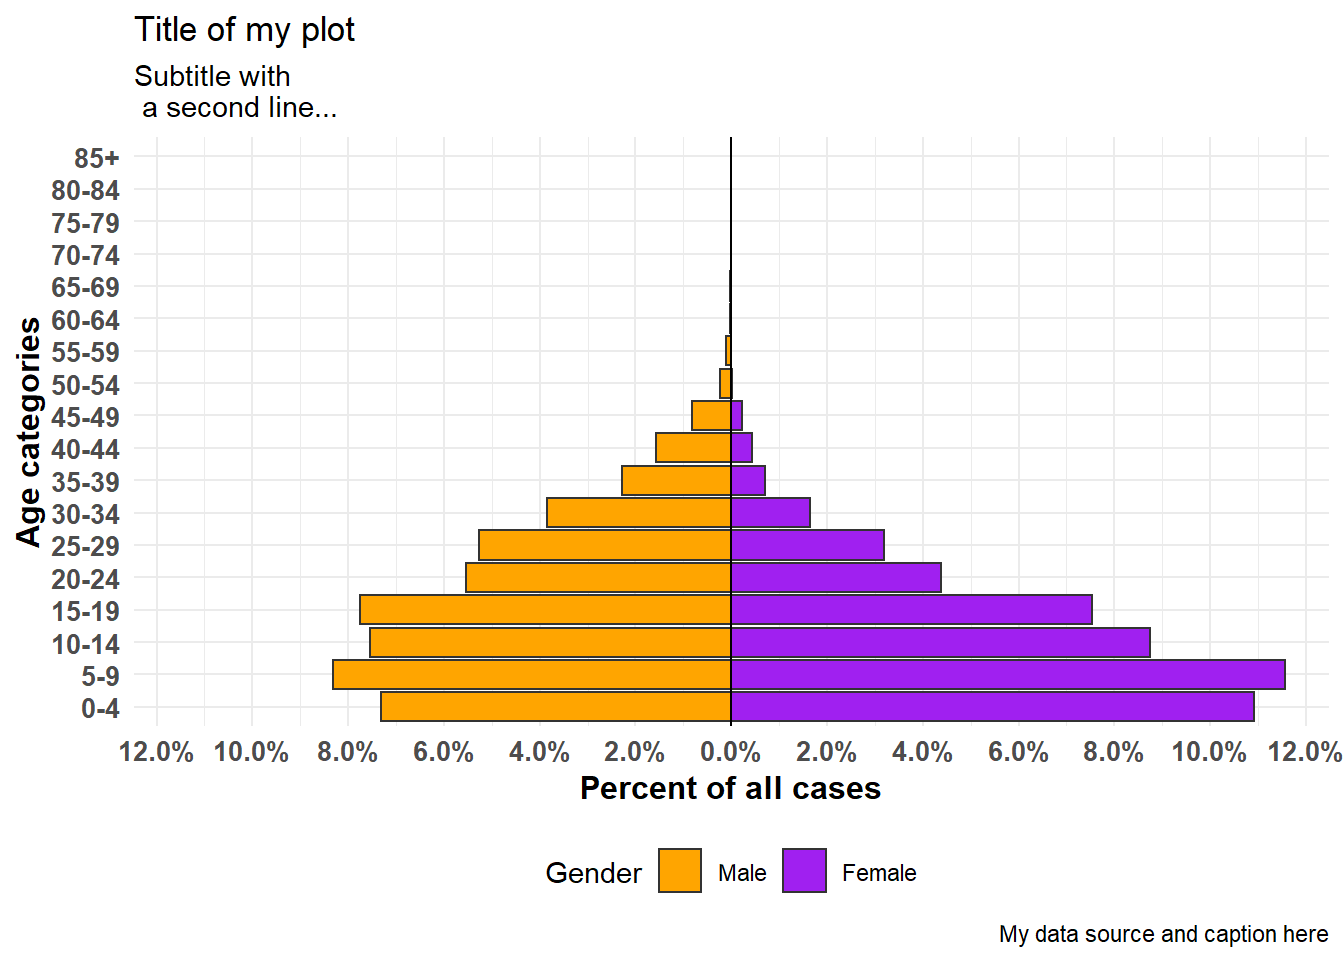 Title of my plot
Subtitle with
a second line...
85+
80-84
75-79
70-74
65-69
60-64
55-59
50-54
45-49
40-44
35-39
30-34
25-29
20-24
15-19
10-14
5-9
0-4
Age categories
12.0% 10.0% 8.0% 6.0% 4.0% 2.0% 0.0% 2.0% 4.0% 6.0% 8.0% 10.0% 12.0%
Percent of all cases
Gender Male Female
My data source and caption here